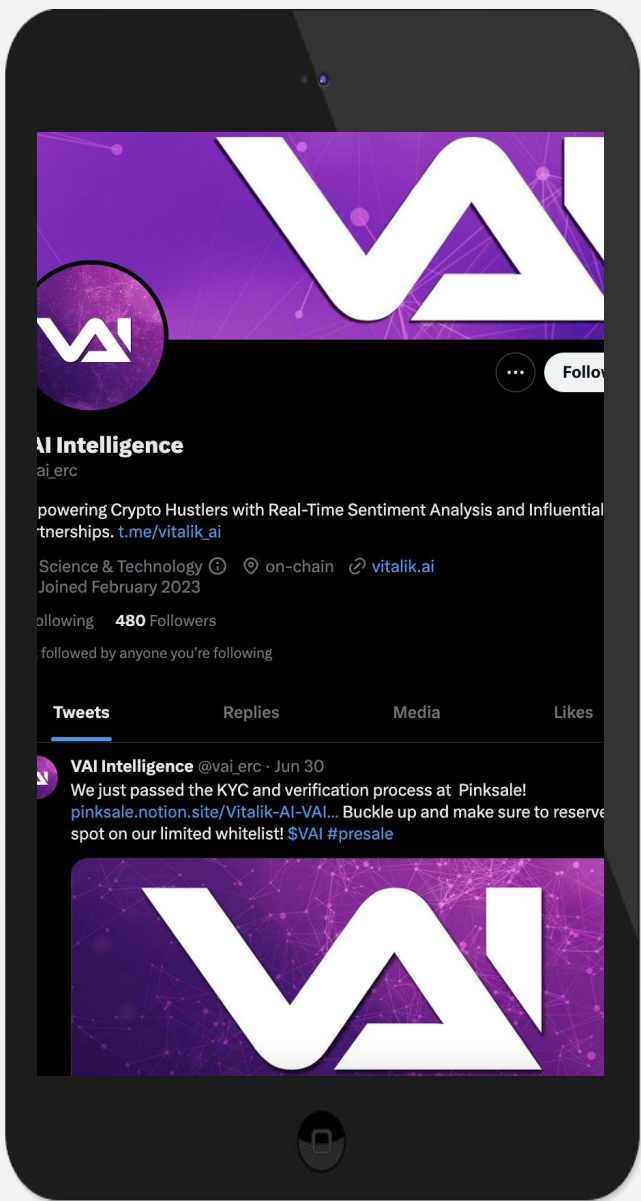 VAI
VAI
Follow
AI Intelligence
ai_erc
powering Crypto Hustlers with Real-Time Sentiment Analysis and Influential
rtnerships. t.me/vitalik_ai
Science & Technology on-chain vitalik.ai
Joined February 2023
ollowing 480 Followers
followed by anyone you're following
Tweets Replies Media Likes
VAI Intelligence @vai_erc · Jun 30
We just passed the KYC and verification process at Pinksale!
pinksale.notion.site/Vitalik-AI-VAI... Buckle up and make sure to reserve
spot on our limited whitelist! $VAI #presale
VAI